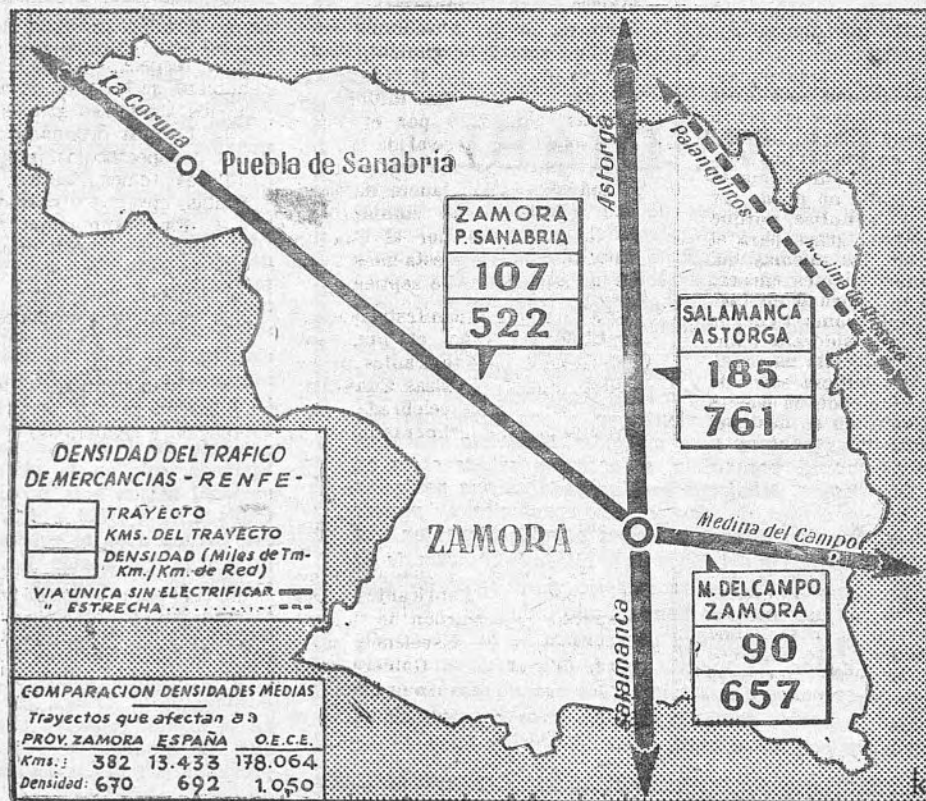 La Coruña
Puebla de Sanabria
Astorga
Palanquinos
Medina de Rioseco
ZAMORA
P. SANABRIA
107
522
SALAMANCA
ASTORGA
185
761
DENSIDAD DEL TRAFICO
DE MERCANCIAS - RENFE -
TRAYECTO
KMS. DEL TRAYECTO
DENSIDAD (Miles de Tm-
Km./Km. de Red)
VIA UNICA SIN ELECTRIFICAR
" ESTRECHA
ZAMORA
Medina del Campo
Salamanca
M. DEL CAMPO
ZAMORA
90
657
COMPARACION DENSIDADES MEDIAS
Trayectos que afectan a:
PROV. ZAMORA ESPAÑA O.E.C.E.
Kms.: 382 13.433 178.064
Densidad: 670 692 1.050